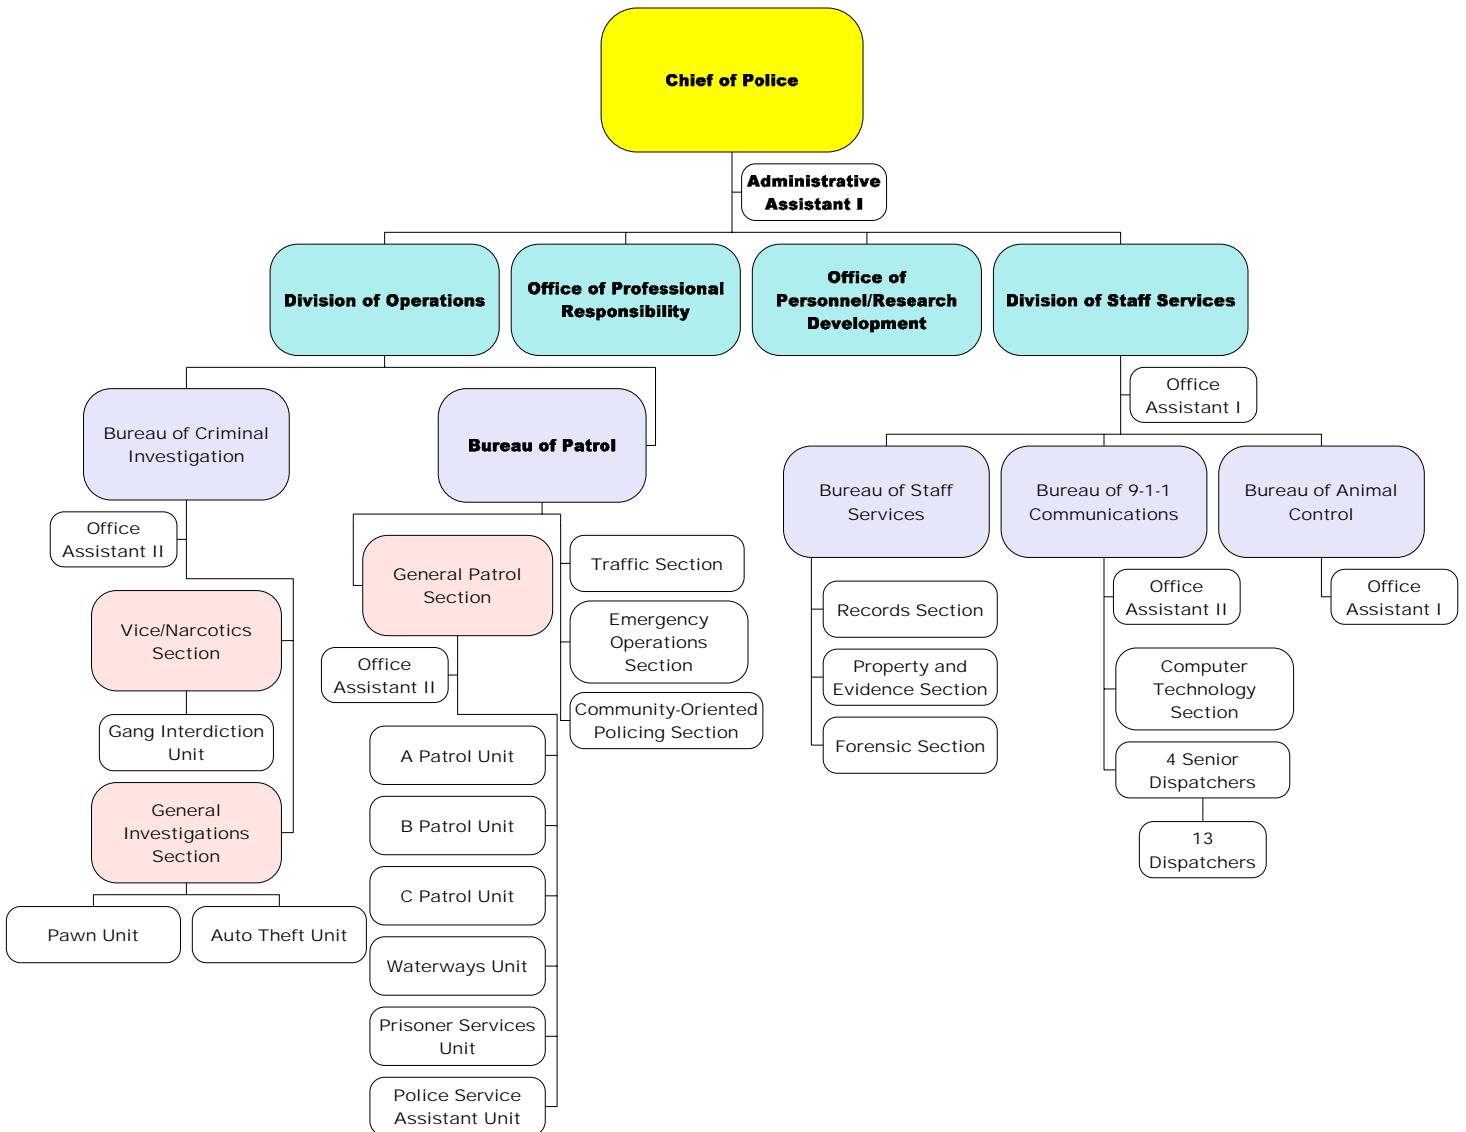 Chief of Police
Administrative
Assistant I
Division of Operations
Office of Professional
Responsibility
Office of
Personnel/Research
Development
Division of Staff Services
Office
Assistant I
Bureau of Criminal
Investigation
Bureau of Patrol
Bureau of Staff
Services
Bureau of 9-1-1
Communications
Bureau of Animal
Control
Office
Assistant II
Vice/Narcotics
Section
Gang Interdiction
Unit
General
Investigations
Section
Pawn Unit
Auto Theft Unit
General Patrol
Section
Office
Assistant II
A Patrol Unit
B Patrol Unit
C Patrol Unit
Waterways Unit
Prisoner Services
Unit
Police Service
Assistant Unit
Traffic Section
Emergency
Operations
Section
Community-Oriented
Policing Section
Records Section
Property and
Evidence Section
Forensic Section
Office
Assistant II
Computer
Technology
Section
4 Senior
Dispatchers
13
Dispatchers
Office
Assistant I